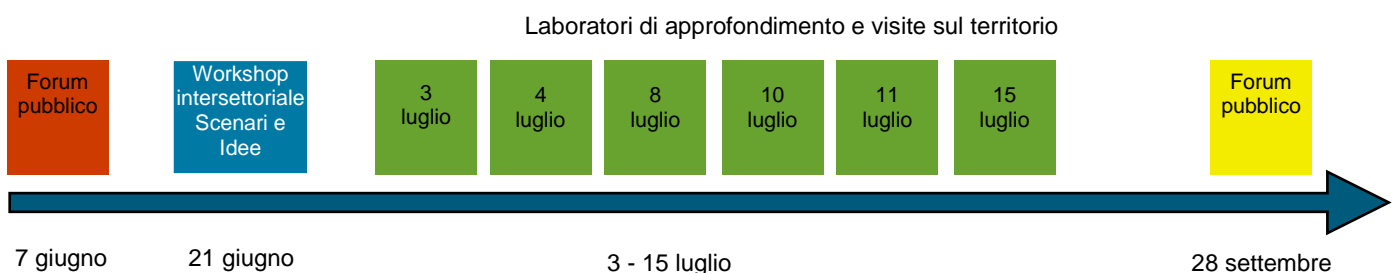 Laboratori di approfondimento e visite sul territorio
Forum
pubblico
Workshop
intersettoriale
Scenari e
Idee
3
luglio
4
luglio
8
luglio
10
luglio
11
luglio
15
luglio
Forum
pubblico
7 giugno
21 giugno
3 - 15 luglio
28 settembre